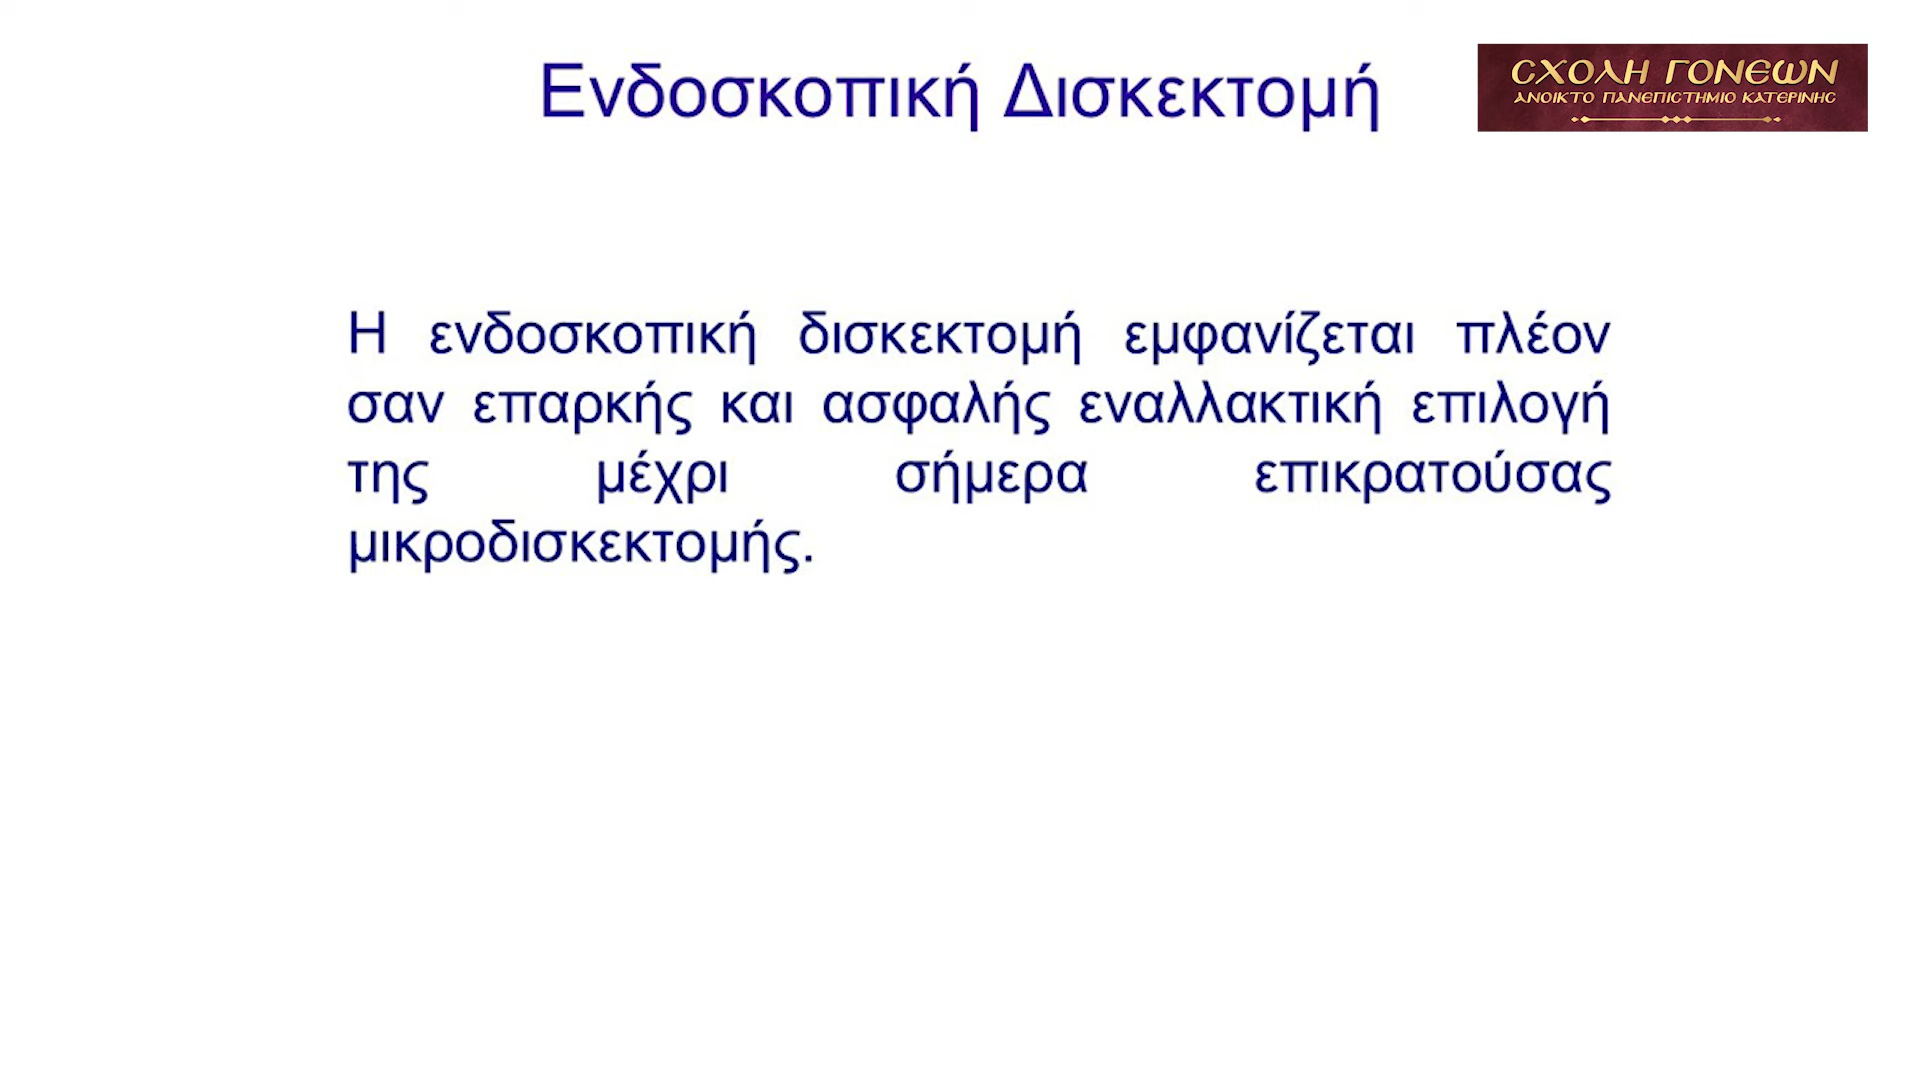 Ενδοσκοπική Δισκεκτομή
ΣΧΟΛΗ ΓΟΝΕΩΝ
ΑΝΟΙΚΤΟ ΠΑΝΕΠΙΣΤΗΜΙΟ ΚΑΤΕΡΙΝΗΣ
Η ενδοσκοπική δισκεκτομή εμφανίζεται πλέον
σαν επαρκής και ασφαλής εναλλακτική επιλογή
της μέχρι σήμερα επικρατούσας
μικροδισκεκτομής.